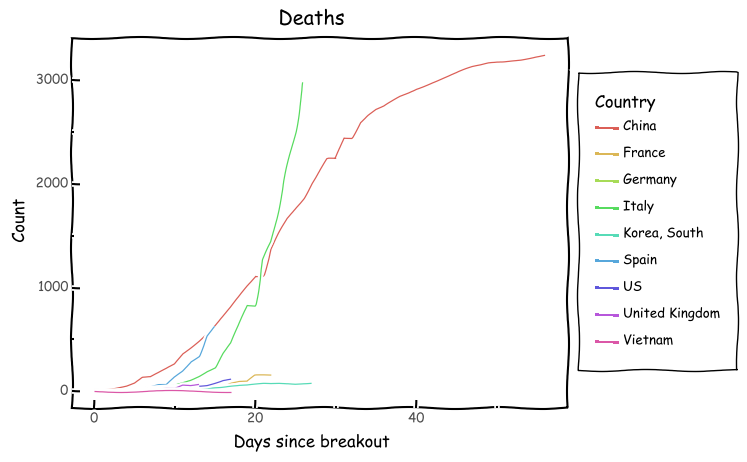 Deaths
3000
2000
1000
0
Count
0
20
40
Days since breakout
Country
China
France
Germany
Italy
Korea, South
Spain
US
United Kingdom
Vietnam